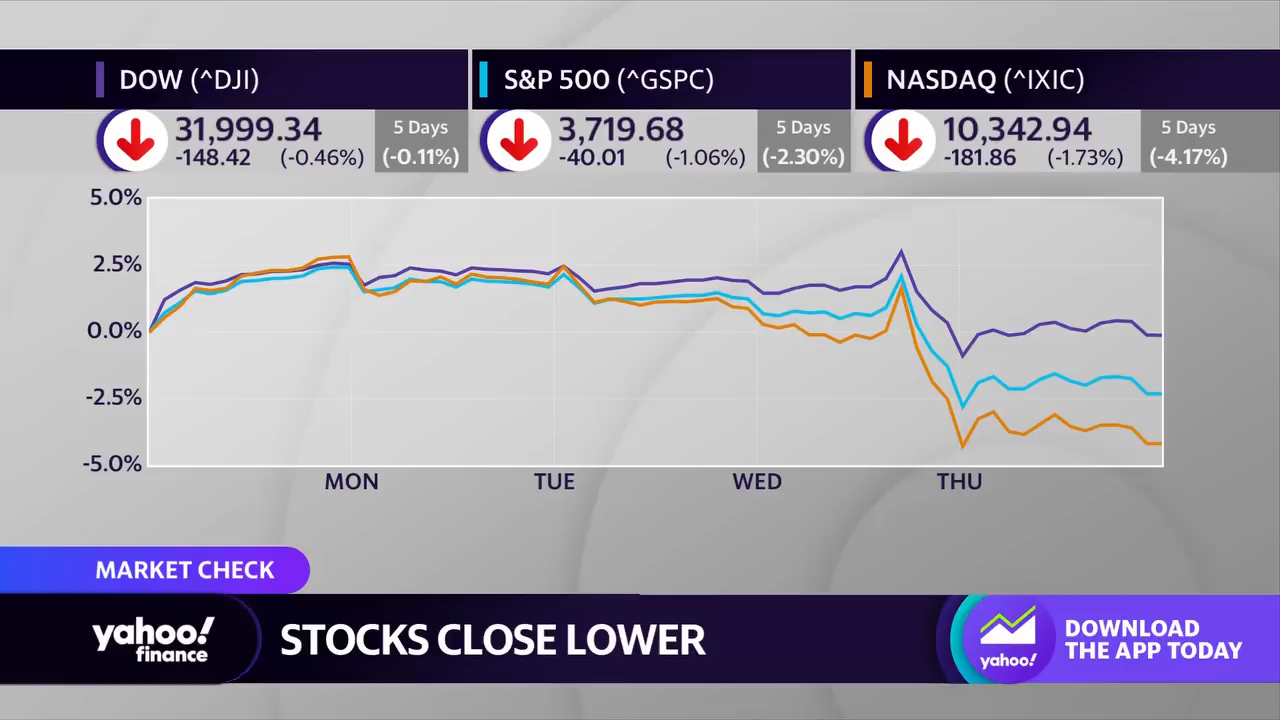 DOW (^DJI)
31,999.34
-148.42 (-0.46%)
5 Days
(-0.11%)
S&P 500 (^GSPC)
3,719.68
-40.01 (-1.06%)
5 Days
(-2.30%)
NASDAQ (^IXIC)
10,342.94
-181.86 (-1.73%)
5 Days
(-4.17%)
5.0%
2.5%
0.0%
-2.5%
-5.0%
MON TUE WED THU
MARKET CHECK
yahoo!
finance
STOCKS CLOSE LOWER
yahoo!
DOWNLOAD
THE APP TODAY